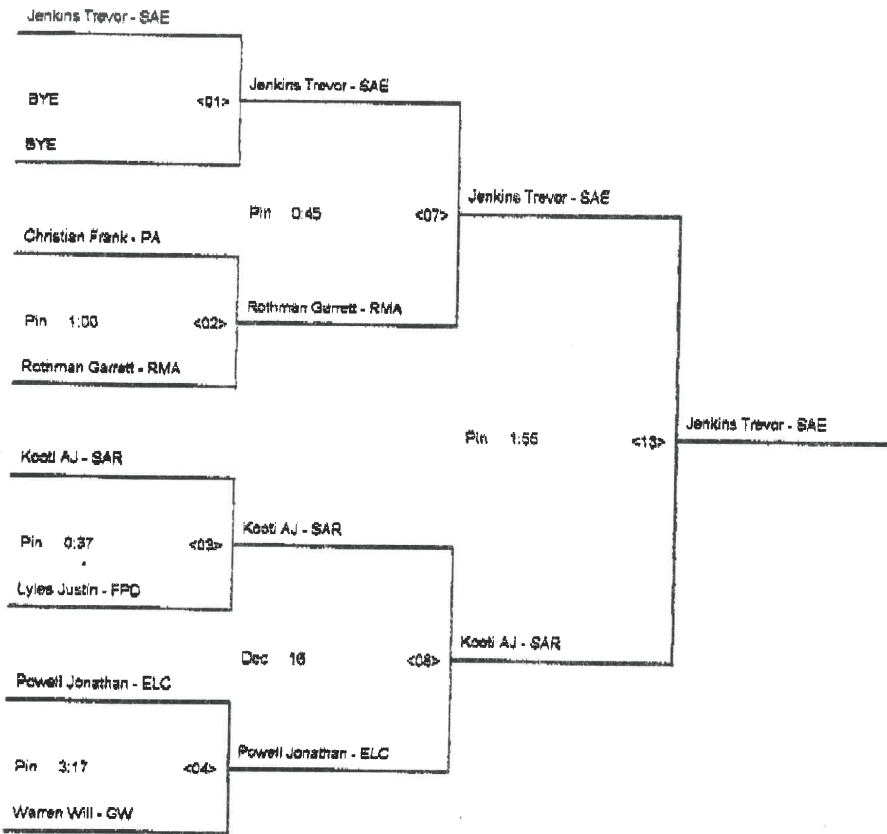 Jenkins Trevor - SAE
Jenkins Trevor - SAE
BYE <01>
BYE
Jenkins Trevor - SAE
Pin 0:45 <07>
Christian Frank - PA
Rothman Garrett - RMA
Pin 1:00 <02>
Rothman Garrett - RMA
Jenkins Trevor - SAE
Pin 1:55 <13>
Kooti AJ - SAR
Kooti AJ - SAR
Pin 0:37 <03>
Lyles Justin - FPD
Kooti AJ - SAR
Dec 16 <08>
Powell Jonathan - ELC
Powell Jonathan - ELC
Pin 3:17 <04>
Warren Will - GW